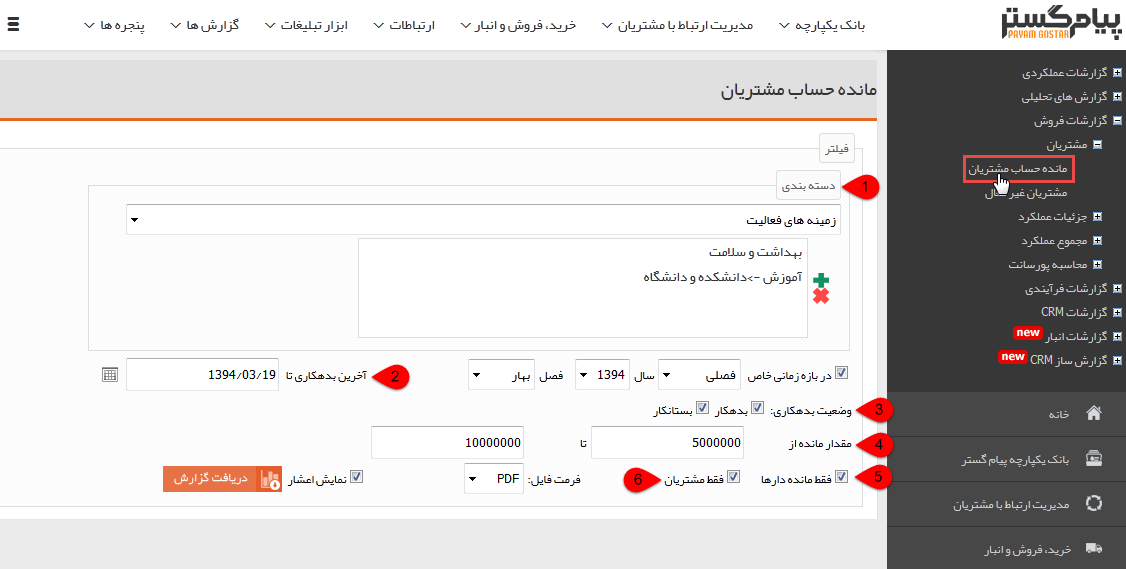 پیام‌گستر
PAYAM GOSTAR
بانک یکپارچه
مدیریت ارتباط با مشتریان
خرید، فروش و انبار
ارتباطات
ابزار تبلیغات
گزارش ها
پنجره ها
گزارشات عملکردی
گزارش های تحلیلی
گزارشات فروش
مشتریان
مانده حساب مشتریان
مشتریان غیر
جزئیات عملکرد
مجموع عملکرد
محاسبه پورسانت
گزارشات فرآیندی
گزارشات CRM
گزارشات انبار new
گزارش ساز CRM new
خانه
بانک یکپارچه پیام گستر
مدیریت ارتباط با مشتریان
خرید، فروش و انبار
مانده حساب مشتریان
فیلتر
1 دسته بندی
زمینه های فعالیت
بهداشت و سلامت
آموزش ->دانشکده و دانشگاه
در بازه زمانی خاص فصلی سال 1394 فصل بهار 2 آخرین بدهکاری تا 1394/03/19
3 وضعیت بدهکاری: بدهکار بستانکار
4 مقدار مانده از 5000000 تا 10000000
5 فقط مانده دارها 6 فقط مشتریان فرمت فایل: PDF نمایش اعشار دریافت گزارش